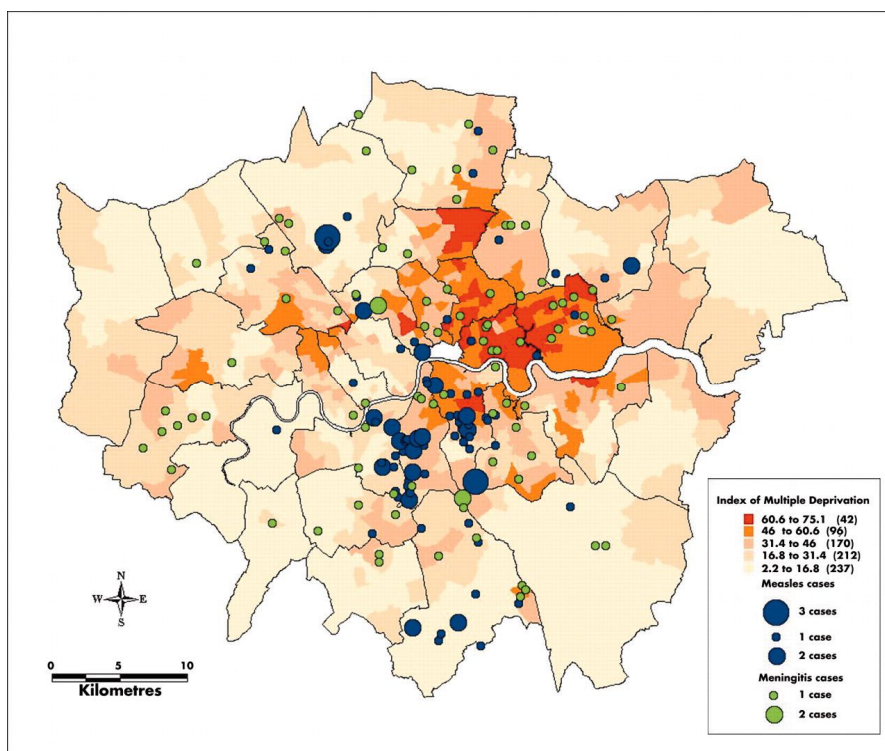 N
W E
S
0 5 10
Kilometres
Index of Multiple Deprivation
60.6 to 75.1 (42)
46 to 60.6 (96)
31.4 to 46 (170)
16.8 to 31.4 (212)
2.2 to 16.8 (237)
Measles cases
3 cases
1 case
2 cases
Meningitis cases
1 case
2 cases